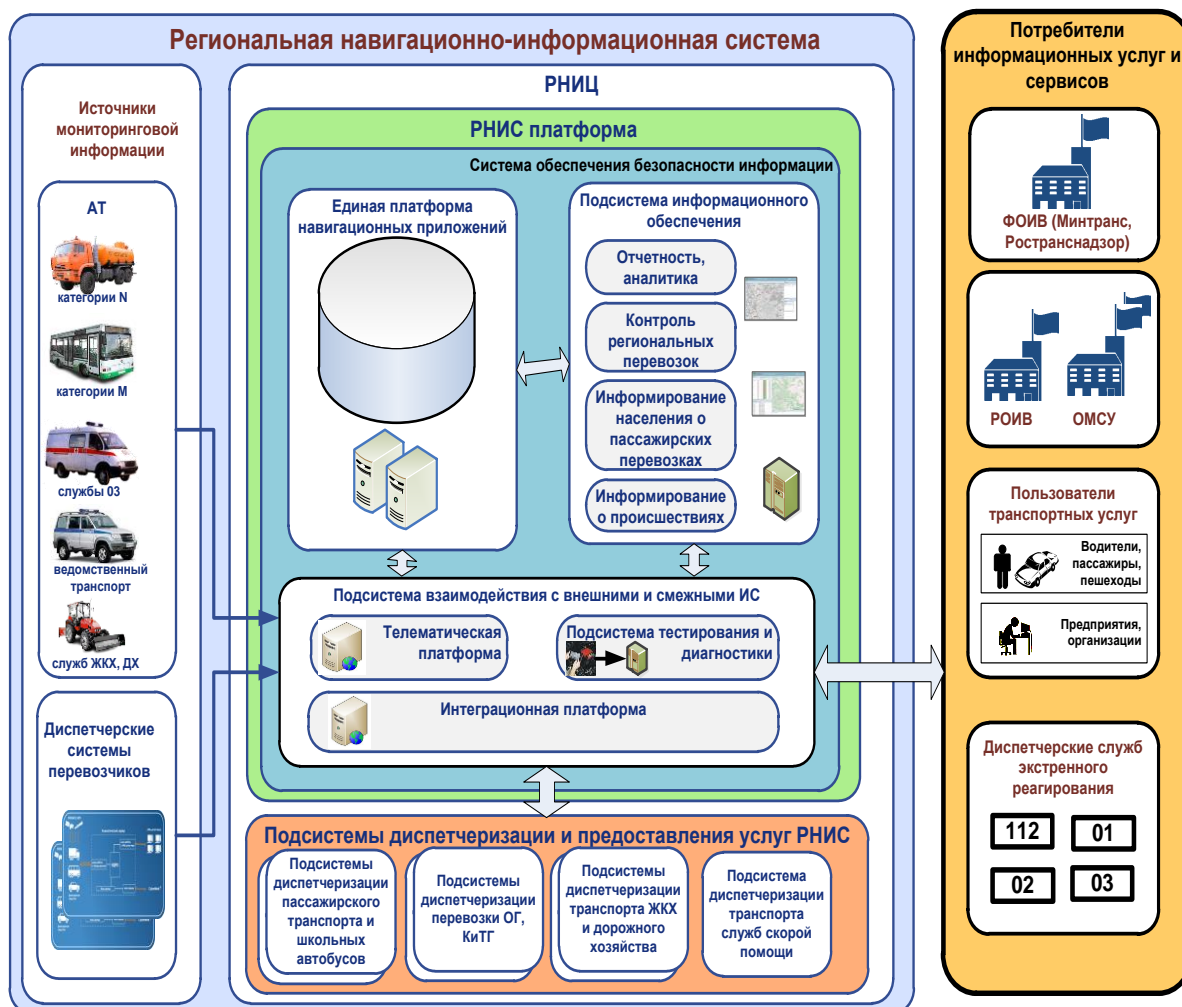 Региональная навигационно-информационная система
Источники
мониторинговой
информации
АТ
категории N
категории М
службы 03
ведомственный
транспорт
служб ЖКХ, ДХ
Диспетчерские
системы
перевозчиков
РНИЦ
РНИС платформа
Система обеспечения безопасности информации
Единая платформа
навигационных приложений
Подсистема информационного
обеспечения
Отчетность,
аналитика
Контроль
региональных
перевозок
Информирование
населения о
пассажирских
перевозках
Информирование
о происшествиях
Подсистема взаимодействия с внешними и смежными ИС
Телематическая
платформа
Подсистема тестирования и
диагностики
Интеграционная платформа
Подсистемы диспетчеризации и предоставления услуг РНИС
Подсистемы
диспетчеризации
пассажирского
транспорта и
школьных
автобусов
Подсистемы
диспетчеризации
перевозки ОГ,
КиТГ
Подсистемы
диспетчеризации
транспорта ЖКХ
и дорожного
хозяйства
Подсистема
диспетчеризации
транспорта
служб скорой
помощи
Потребители
информационных услуг и
сервисов
ФОИВ (Минтранс,
Ространснадзор)
РОИВ
ОМСУ
Пользователи
транспортных услуг
Водители,
пассажиры,
пешеходы
Предприятия,
организации
Диспетчерские служб
экстренного
реагирования
112
01
02
03